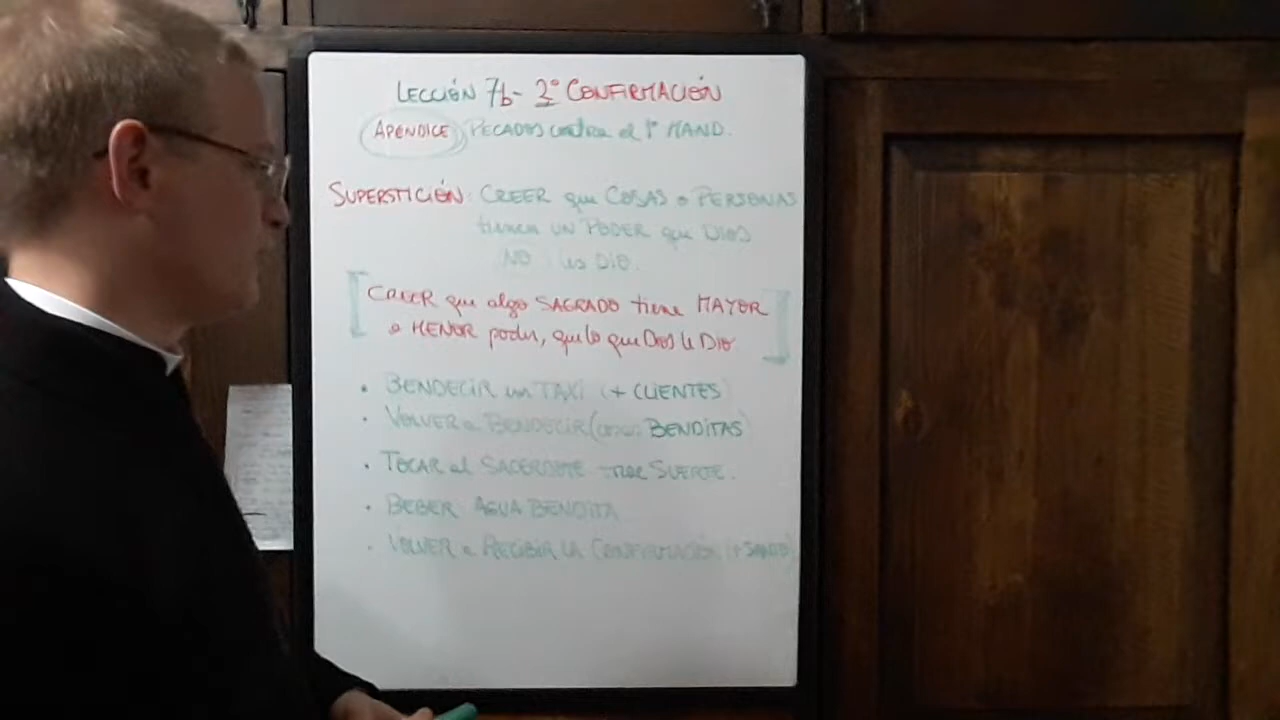 LECCIÓN 7b- 2° CONFIRMACIÓN
APENDICE PECADOS contra el 1° MAND.
SUPERSTICIÓN: CREER que COSAS o PERSONAS
tienen UN PODER que DIOS
NO les DIO.
[CREER que algo SAGRADO tiene MAYOR
o MENOR poder, que lo que Dios le DIO]
• BENDECIR un TAXI (+ CLIENTES)
• VOLVER a BENDECIR (cosas BENDITAS)
• TOCAR al SACERDOTE trae SUERTE.
• BEBER AGUA BENDITA
• VOLVER a RECIBIR LA CONFIRMACIÓN (+ SANTO)